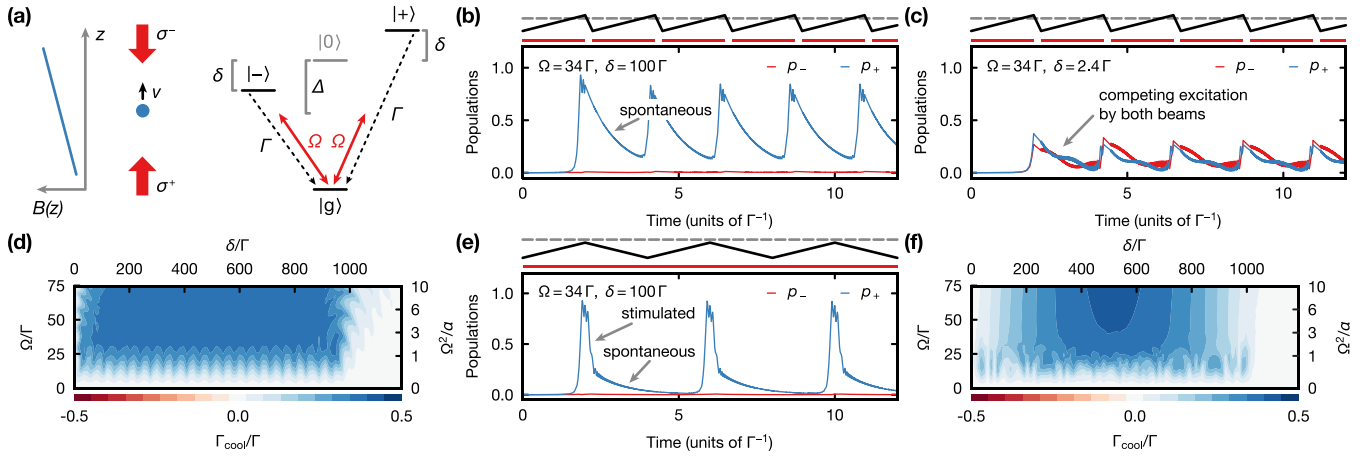 (a)
z
σ⁻
v
σ⁺
B(z)
|+⟩
|0⟩
δ
δ
|−⟩
Δ
Γ
Γ
Ω
Ω
|g⟩
(b)
Ω = 34 Γ, δ = 100 Γ
p₋
p₊
spontaneous
Populations
1.0
0.5
0.0
0
5
10
Time (units of Γ⁻¹)
(c)
Ω = 34 Γ, δ = 2.4 Γ
p₋
p₊
competing excitation
by both beams
Populations
1.0
0.5
0.0
0
5
10
Time (units of Γ⁻¹)
(d)
δ/Γ
0 200 400 600 800 1000
75
50
25
0
Ω/Γ
10
6
3
1
0
Ω²/α
-0.5 0.0 0.5
Γcool/Γ
(e)
Ω = 34 Γ, δ = 100 Γ
p₋
p₊
stimulated
spontaneous
Populations
1.0
0.5
0.0
0
5
10
Time (units of Γ⁻¹)
(f)
δ/Γ
0 200 400 600 800 1000
75
50
25
0
Ω/Γ
10
6
3
1
0
Ω²/α
-0.5 0.0 0.5
Γcool/Γ